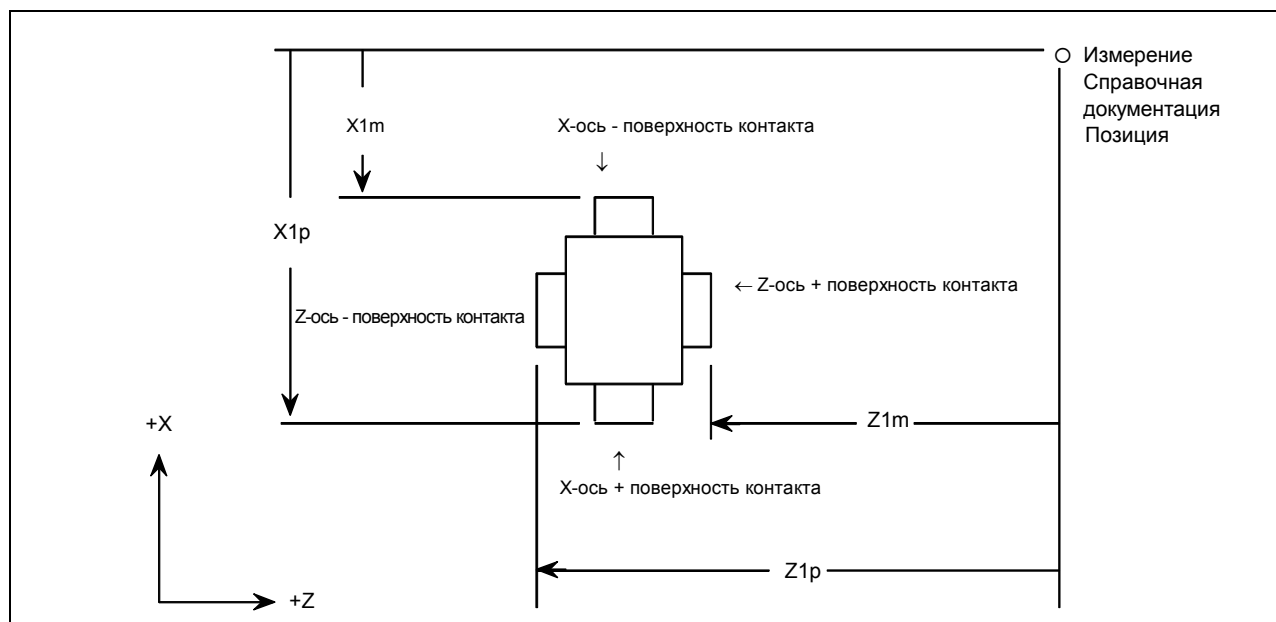 Измерение
Справочная
документация
Позиция
X1m
X-ось - поверхность контакта
↓
X1p
← Z-ось + поверхность контакта
Z-ось - поверхность контакта
+X
Z1m
↑
X-ось + поверхность контакта
Z1p
+Z